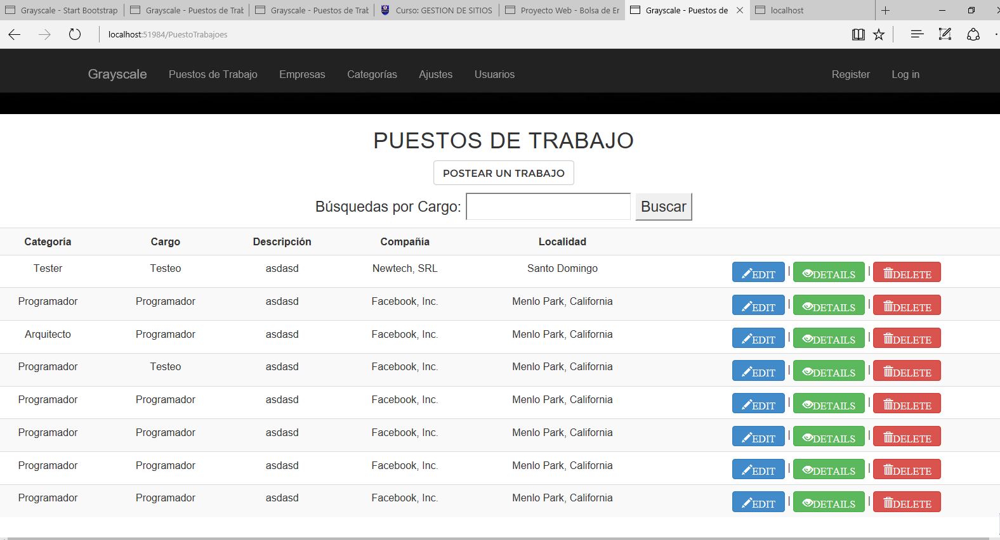 Grayscale - Start Bootstrap
Grayscale - Puestos de Trab
Grayscale - Puestos de Trab
Curso: GESTION DE SITIOS
Proyecto Web - Bolsa de Er
Grayscale - Puestos de
localhost
localhost:51984/PuestoTrabajoes
Grayscale Puestos de Trabajo Empresas Categorías Ajustes Usuarios Register Log in
PUESTOS DE TRABAJO
POSTEAR UN TRABAJO
Búsquedas por Cargo: Buscar
Categoría Cargo Descripción Compañía Localidad
Tester Testeo asdasd Newtech, SRL Santo Domingo EDIT | DETAILS | DELETE
Programador Programador asdasd Facebook, Inc. Menlo Park, California EDIT | DETAILS | DELETE
Arquitecto Programador asdasd Facebook, Inc. Menlo Park, California EDIT | DETAILS | DELETE
Programador Testeo asdasd Facebook, Inc. Menlo Park, California EDIT | DETAILS | DELETE
Programador Programador asdasd Facebook, Inc. Menlo Park, California EDIT | DETAILS | DELETE
Programador Programador asdasd Facebook, Inc. Menlo Park, California EDIT | DETAILS | DELETE
Programador Programador asdasd Facebook, Inc. Menlo Park, California EDIT | DETAILS | DELETE
Programador Programador asdasd Facebook, Inc. Menlo Park, California EDIT | DETAILS | DELETE